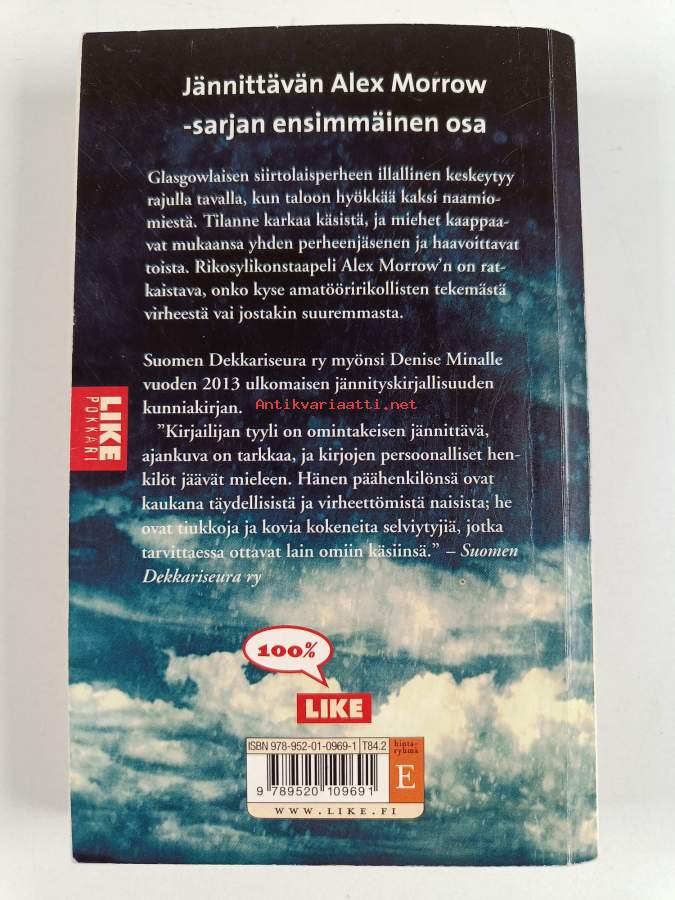 Jännittävän Alex Morrow
-sarjan ensimmäinen osa
Glasgowlaisen siirtolaisperheen illallinen keskeytyy
rajulla tavalla, kun taloon hyökkää kaksi naamio-
miestä. Tilanne karkaa käsistä, ja miehet kaappaa-
vat mukaansa yhden perheenjäsenen ja haavoittavat
toista. Rikosylikonstaapeli Alex Morrow’n on rat-
kaistava, onko kyse amatööririkollisten tekemästä
virheestä vai jostakin suuremmasta.
Suomen Dekkariseura ry myönsi Denise Minalle
vuoden 2013 ulkomaisen jännityskirjallisuuden
kunniakirjan.
Antikvariaatti.net
”Kirjailijan tyyli on omintakeisen jännittävä,
ajankuva on tarkkaa, ja kirjojen persoonalliset hen-
kilöt jäävät mieleen. Hänen päähenkilönsä ovat
kaukana täydellisistä ja virheettömistä naisista; he
ovat tiukkoja ja kovia kokeneita selviytyjiä, jotka
tarvittaessa ottavat lain omiin käsiinsä.” – Suomen
Dekkariseura ry
LIKE
POKKARI
100%
LIKE
ISBN 978-952-01-0969-1
T84.2
hinta-
ryhmä
E
9 789520 109691
WWW.LIKE.FI